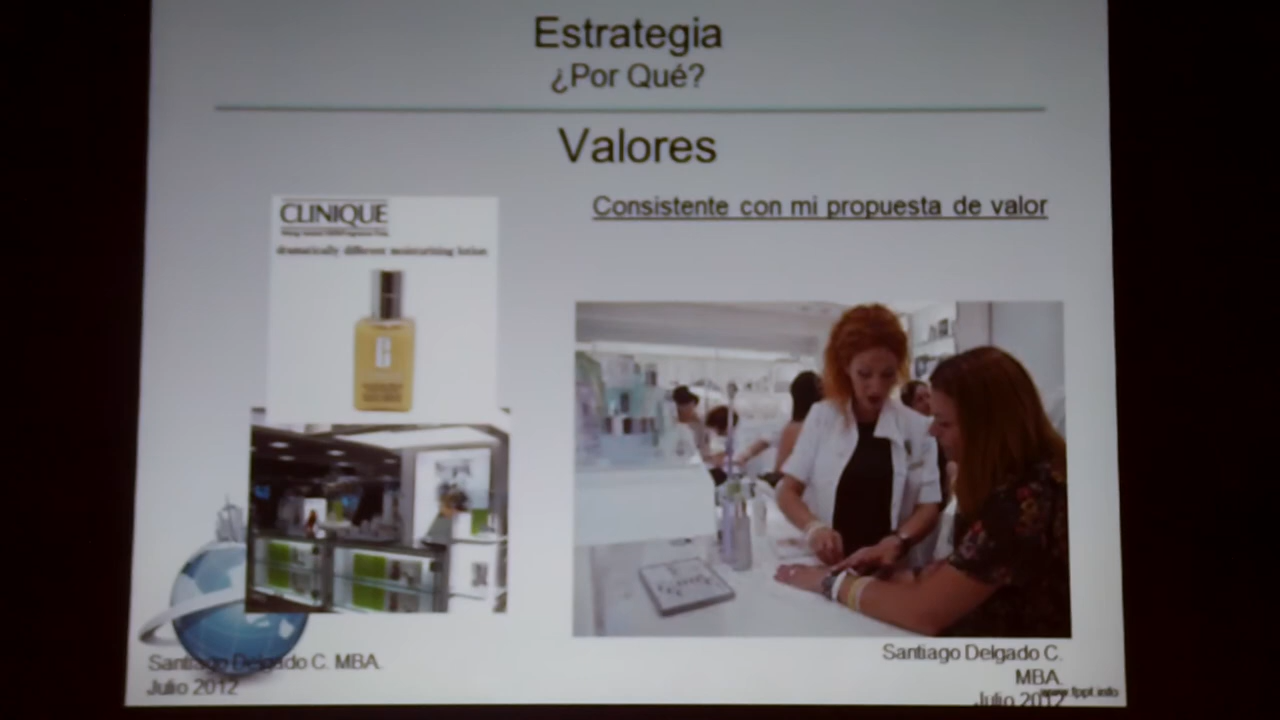 Estrategia
¿Por Qué?
Valores
CLINIQUE
dramatically different moisturizing lotion
Consistente con mi propuesta de valor
Santiago Delgado C. MBA.
Julio 2012
Santiago Delgado C.
MBA.
Julio 2012
www.fppt.info